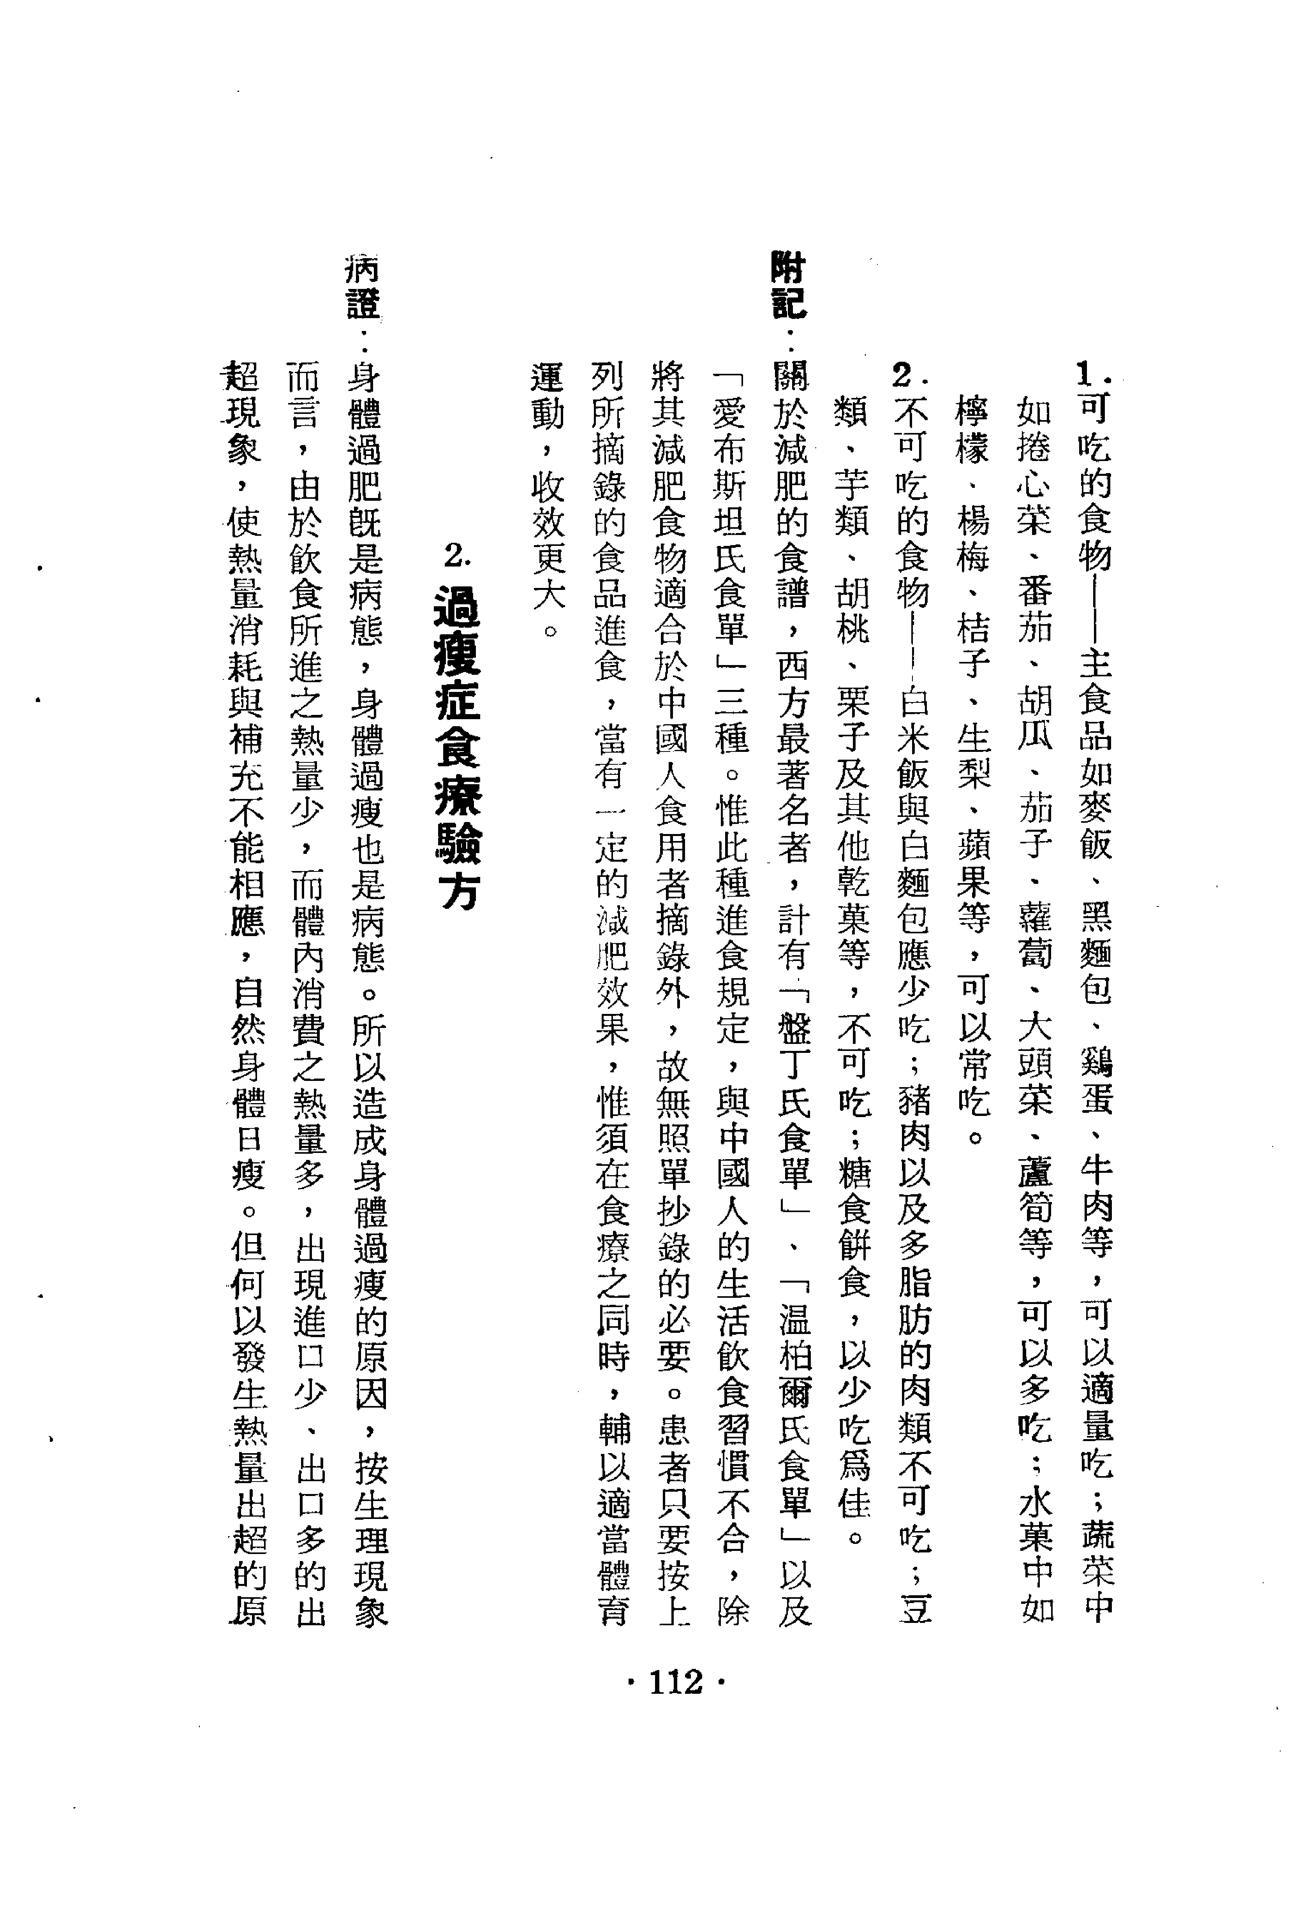 1.可吃的食物——主食品如麥飯、黑麵包、鷄蛋、牛肉等，可以適量吃；蔬菜中
如捲心菜、番茄、胡瓜、茄子、蘿蔔、大頭菜、蘆筍等，可以多吃；水菓中如
檸檬、楊梅、桔子、生梨、蘋果等，可以常吃。
2.不可吃的食物——白米飯與白麵包應少吃；豬肉以及多脂肪的肉類不可吃；豆
類、芋類、胡桃、栗子及其他乾菓等，不可吃；糖食餅食，以少吃爲佳。
附記：關於減肥的食譜，西方最著名者，計有「盤丁氏食單」、「温柏爾氏食單」以及
「愛布斯坦氏食單」三種。惟此種進食規定，與中國人的生活飲食習慣不合，除
將其減肥食物適合於中國人食用者摘錄外，故無照單抄錄的必要。患者只要按上
列所摘錄的食品進食，當有一定的減肥效果，惟須在食療之同時，輔以適當體育
運動，收效更大。
2.過瘦症食療驗方
病證：身體過肥既是病態，身體過瘦也是病態。所以造成身體過瘦的原因，按生理現象
而言，由於飲食所進之熱量少，而體內消費之熱量多，出現進口少、出口多的出
超現象，使熱量消耗與補充不能相應，自然身體日瘦。但何以發生熱量出超的原
·112·